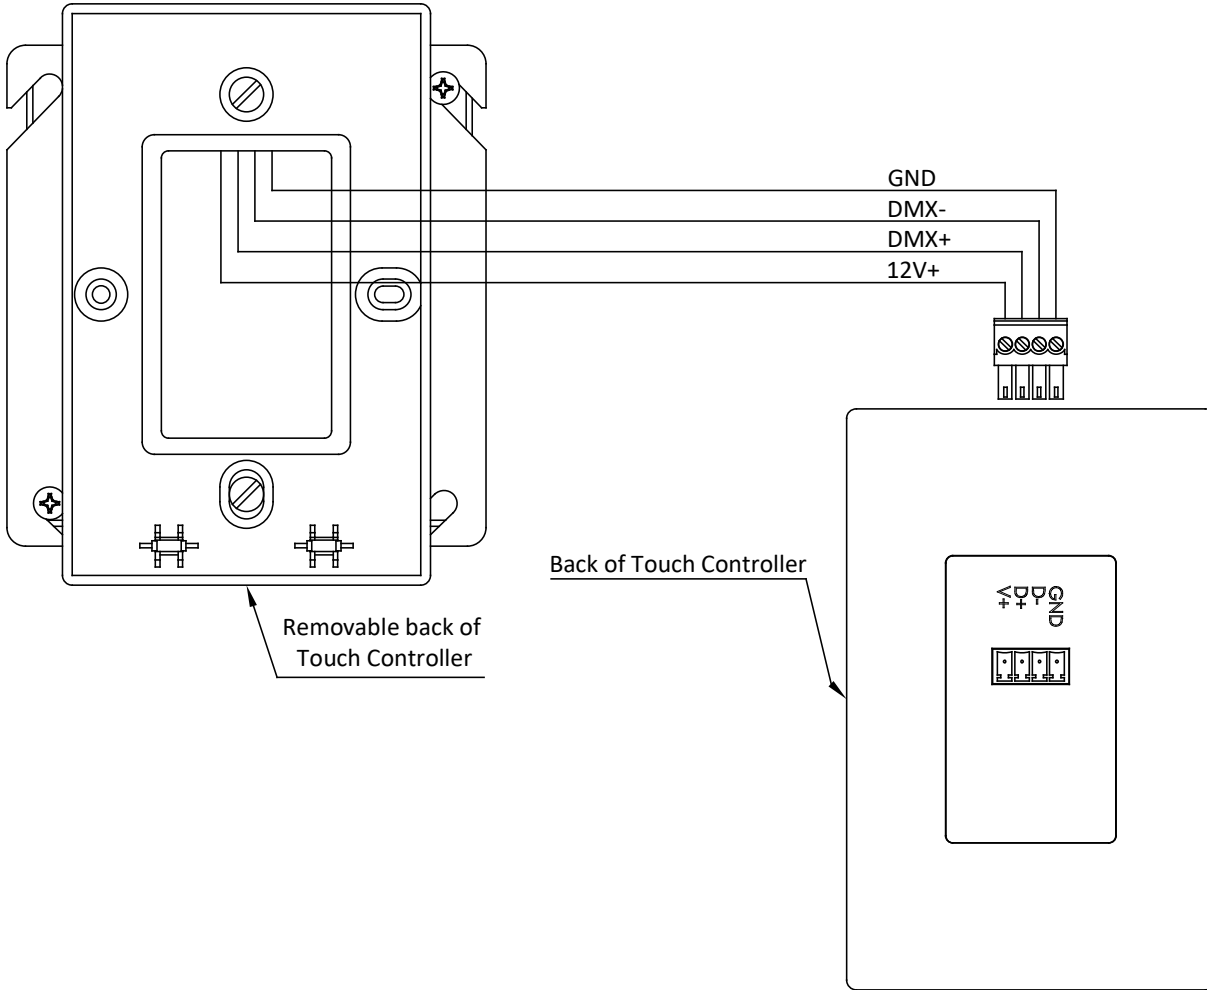 GND
DMX-
DMX+
12V+
Back of Touch Controller
V+
D+
D-
GND
Removable back of
Touch Controller